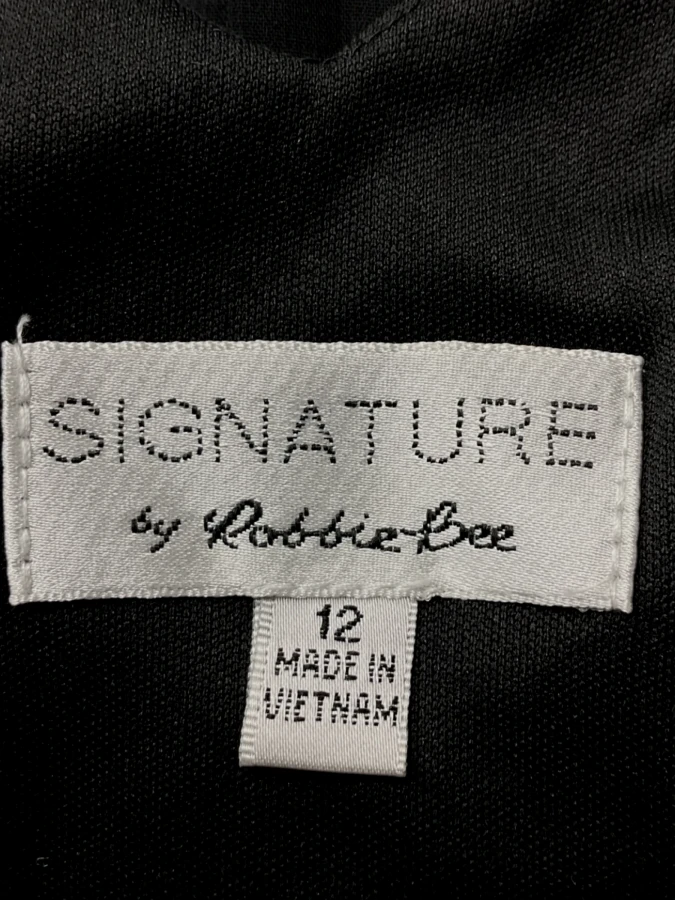 SIGNATURE
by Robbie Bee
12
MADE IN
VIETNAM